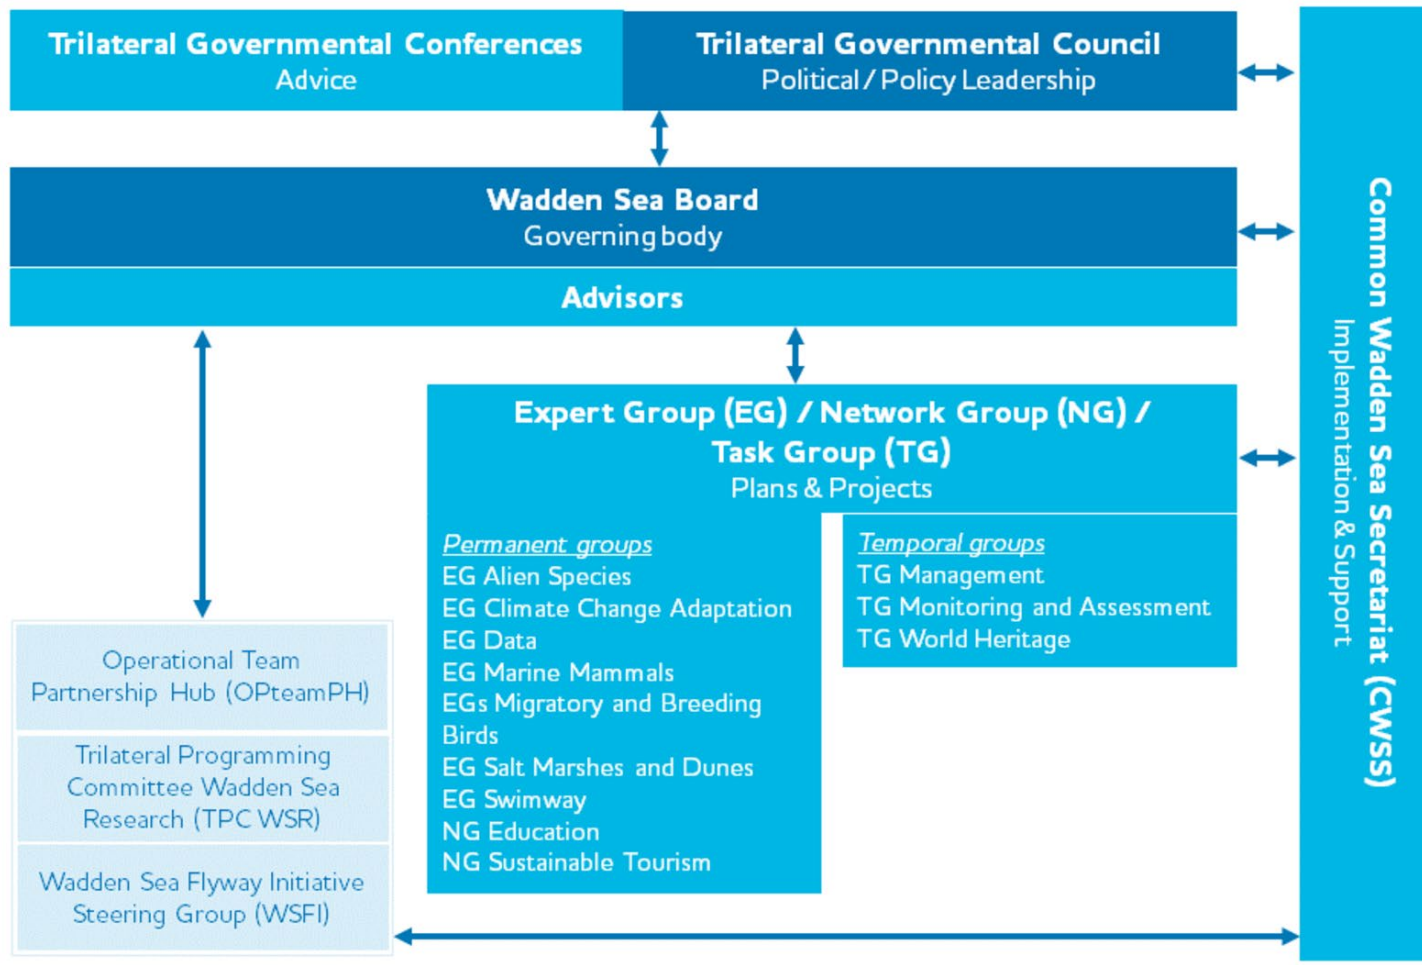 Trilateral Governmental Conferences
Advice
Trilateral Governmental Council
Political / Policy Leadership
Wadden Sea Board
Governing body
Advisors
Expert Group (EG) / Network Group (NG) /
Task Group (TG)
Plans & Projects
Permanent groups
EG Alien Species
EG Climate Change Adaptation
EG Data
EG Marine Mammals
EGs Migratory and Breeding
Birds
EG Salt Marshes and Dunes
EG Swimway
NG Education
NG Sustainable Tourism
Temporal groups
TG Management
TG Monitoring and Assessment
TG World Heritage
Operational Team
Partnership Hub (OPteamPH)
Trilateral Programming
Committee Wadden Sea
Research (TPC WSR)
Wadden Sea Flyway Initiative
Steering Group (WSFI)
Common Wadden Sea Secretariat (CWSS)
Implementation & Support